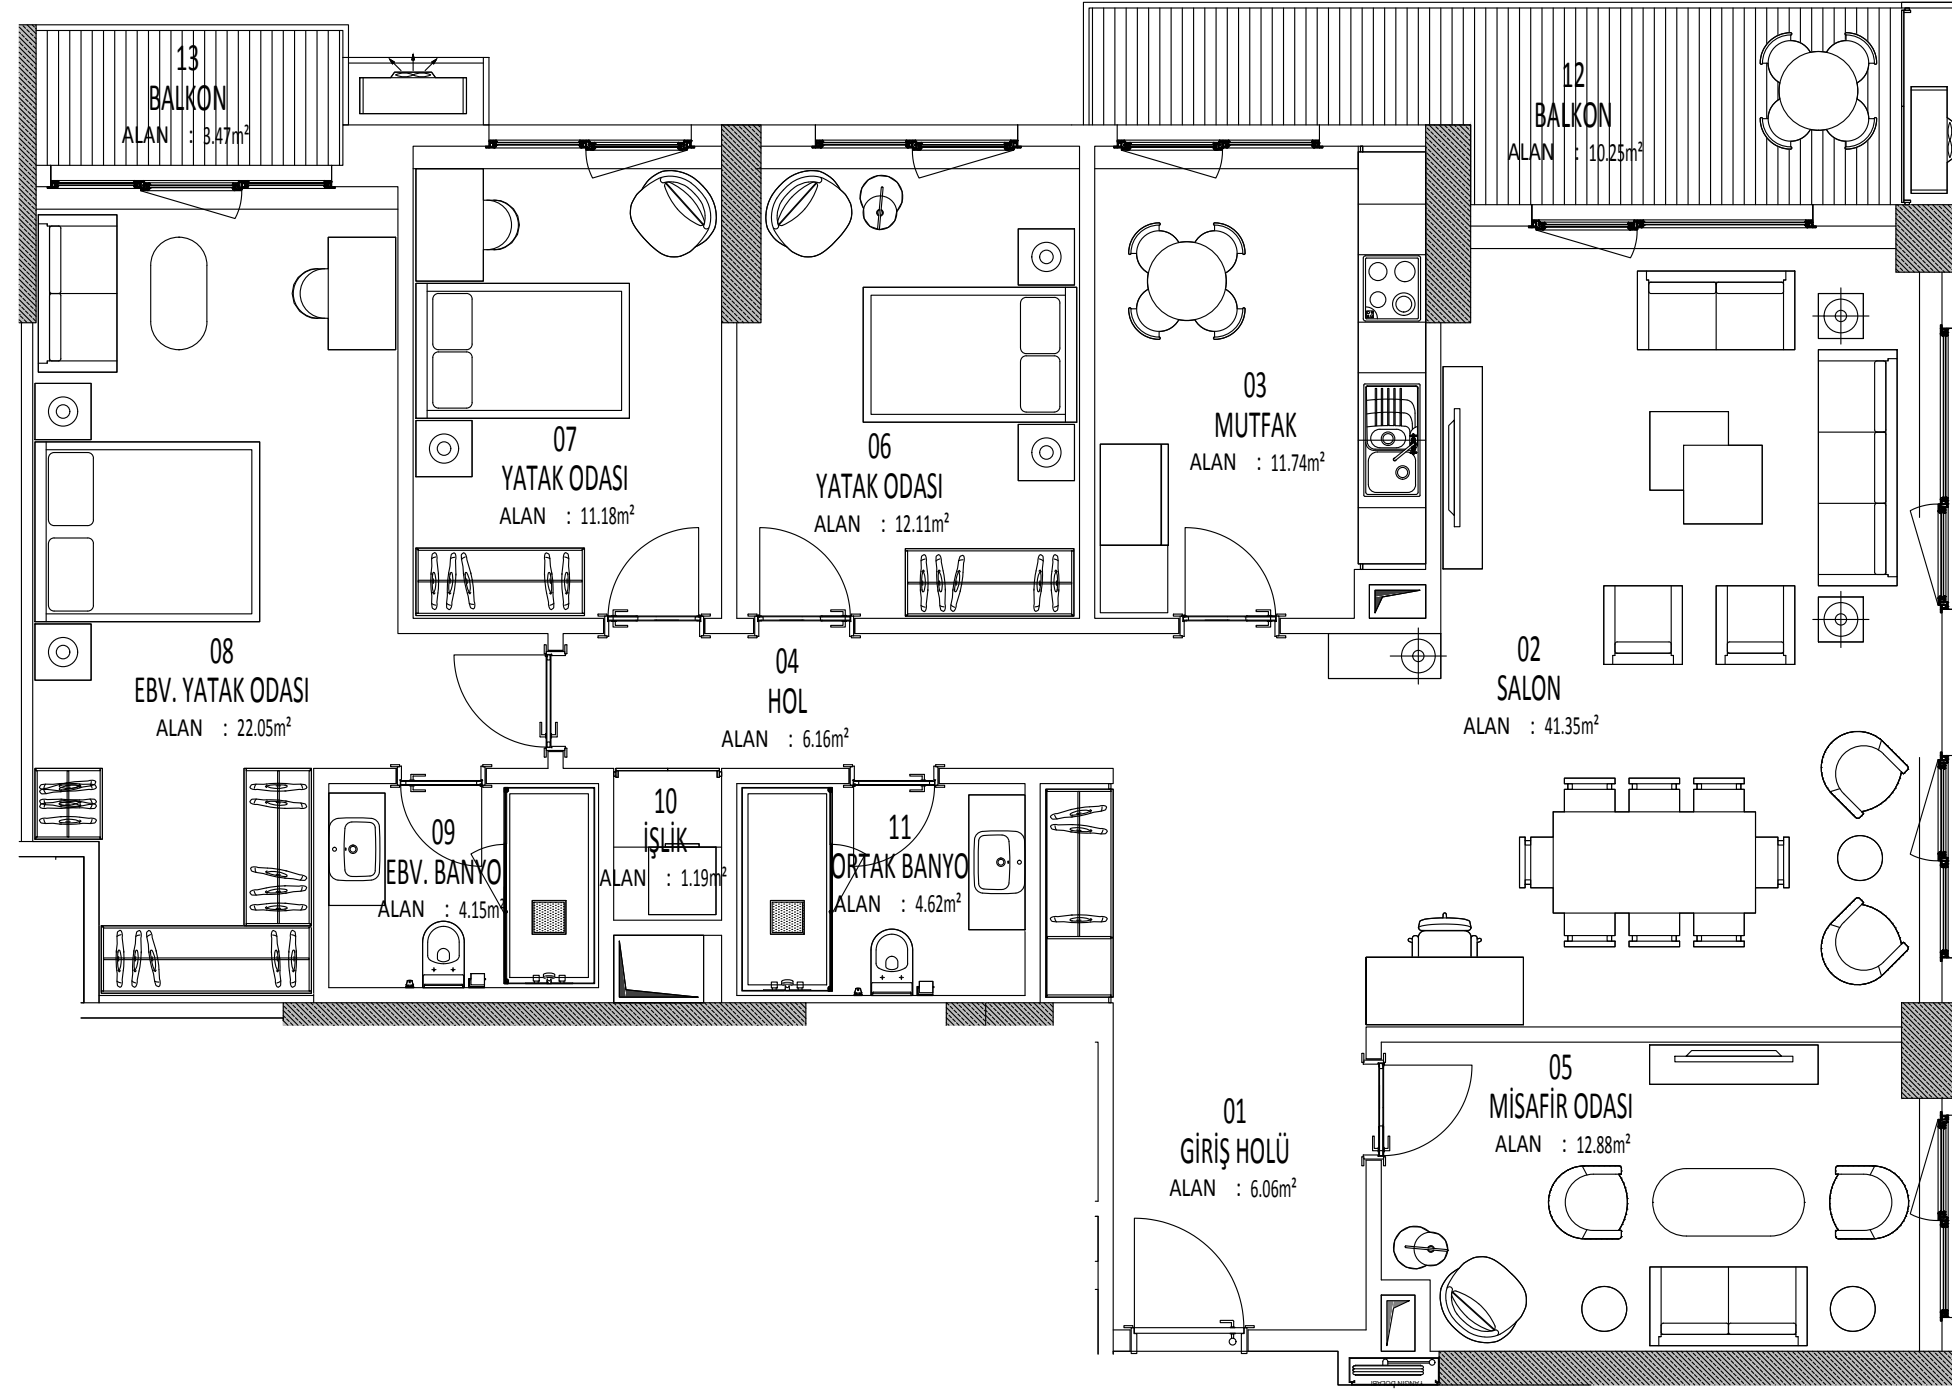 13
BALKON
ALAN : 3.47m²
12
BALKON
ALAN : 10.25m²
03
MUTFAK
ALAN : 11.74m²
07
YATAK ODASI
ALAN : 11.18m²
06
YATAK ODASI
ALAN : 12.11m²
08
EBV. YATAK ODASI
ALAN : 22.05m²
04
HOL
ALAN : 6.16m²
02
SALON
ALAN : 41.35m²
09
EBV. BANYO
ALAN : 4.15m²
10
İŞLİK
ALAN : 1.19m²
11
ORTAK BANYO
ALAN : 4.62m²
05
MİSAFİR ODASI
ALAN : 12.88m²
01
GİRİŞ HOLÜ
ALAN : 6.06m²
YANGIN DOLABI